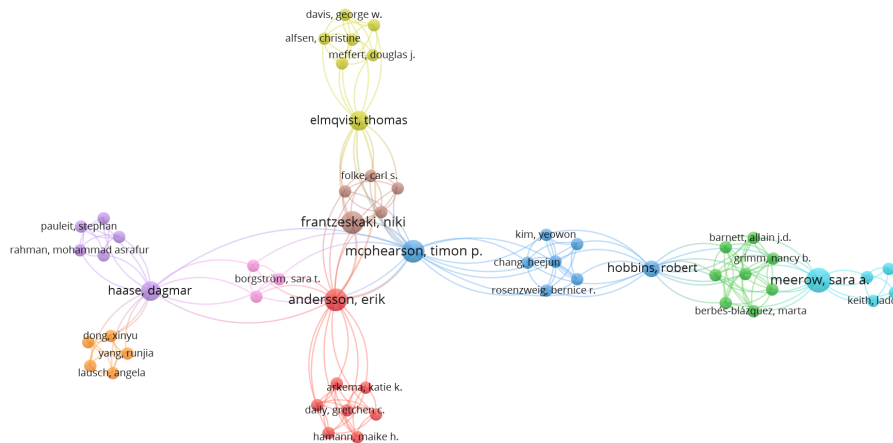 davis, george w.
alfsen, christine
meffert, douglas j.
elmqvist, thomas
folke, carl s.
frantzeskaki, niki
pauleit, stephan
rahman, mohammad asrafur
mcphearson, timon p.
kim, yeowon
barnett, allain j.d.
chang, heejun
grimm, nancy b.
hobbins, robert
borgström, sara t.
meerow, sara a.
haase, dagmar
rosenzweig, bernice r.
andersson, erik
keith, ladd
berbés-blázquez, marta
dong, xinyu
yang, runjia
lausch, angela
arkema, katie k.
daily, gretchen c.
hamann, maike h.